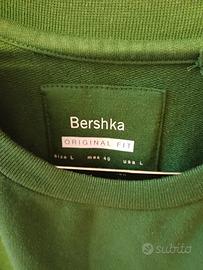 Bershka
ORIGINAL FIT
Size L mex 40 usa L
subito